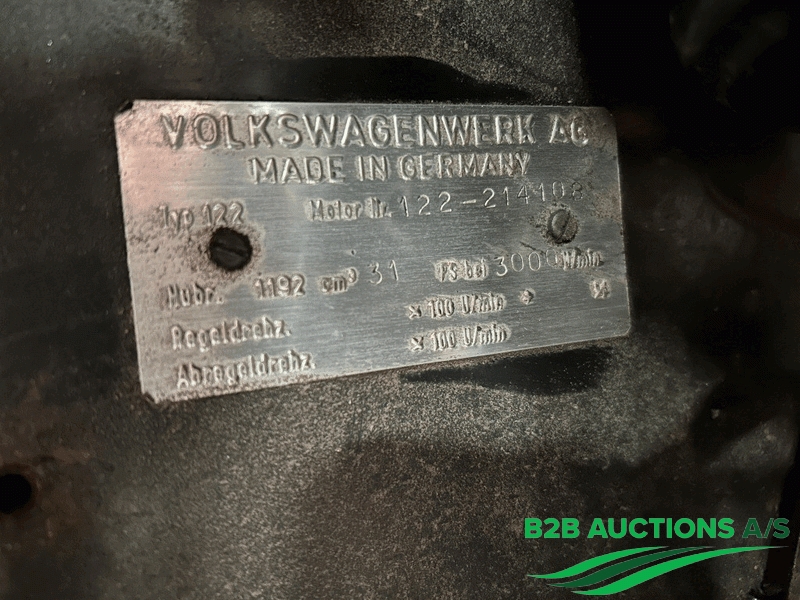 VOLKSWAGENWERK AG
MADE IN GERMANY
Typ 122 Motor Nr. 122-214108
Hubr. 1192 cm³ 31 PS bei 3000 U/min
Regeldrehz. x 100 U/min +
Abregeldrehz. x 100 U/min
B2B AUCTIONS A/S